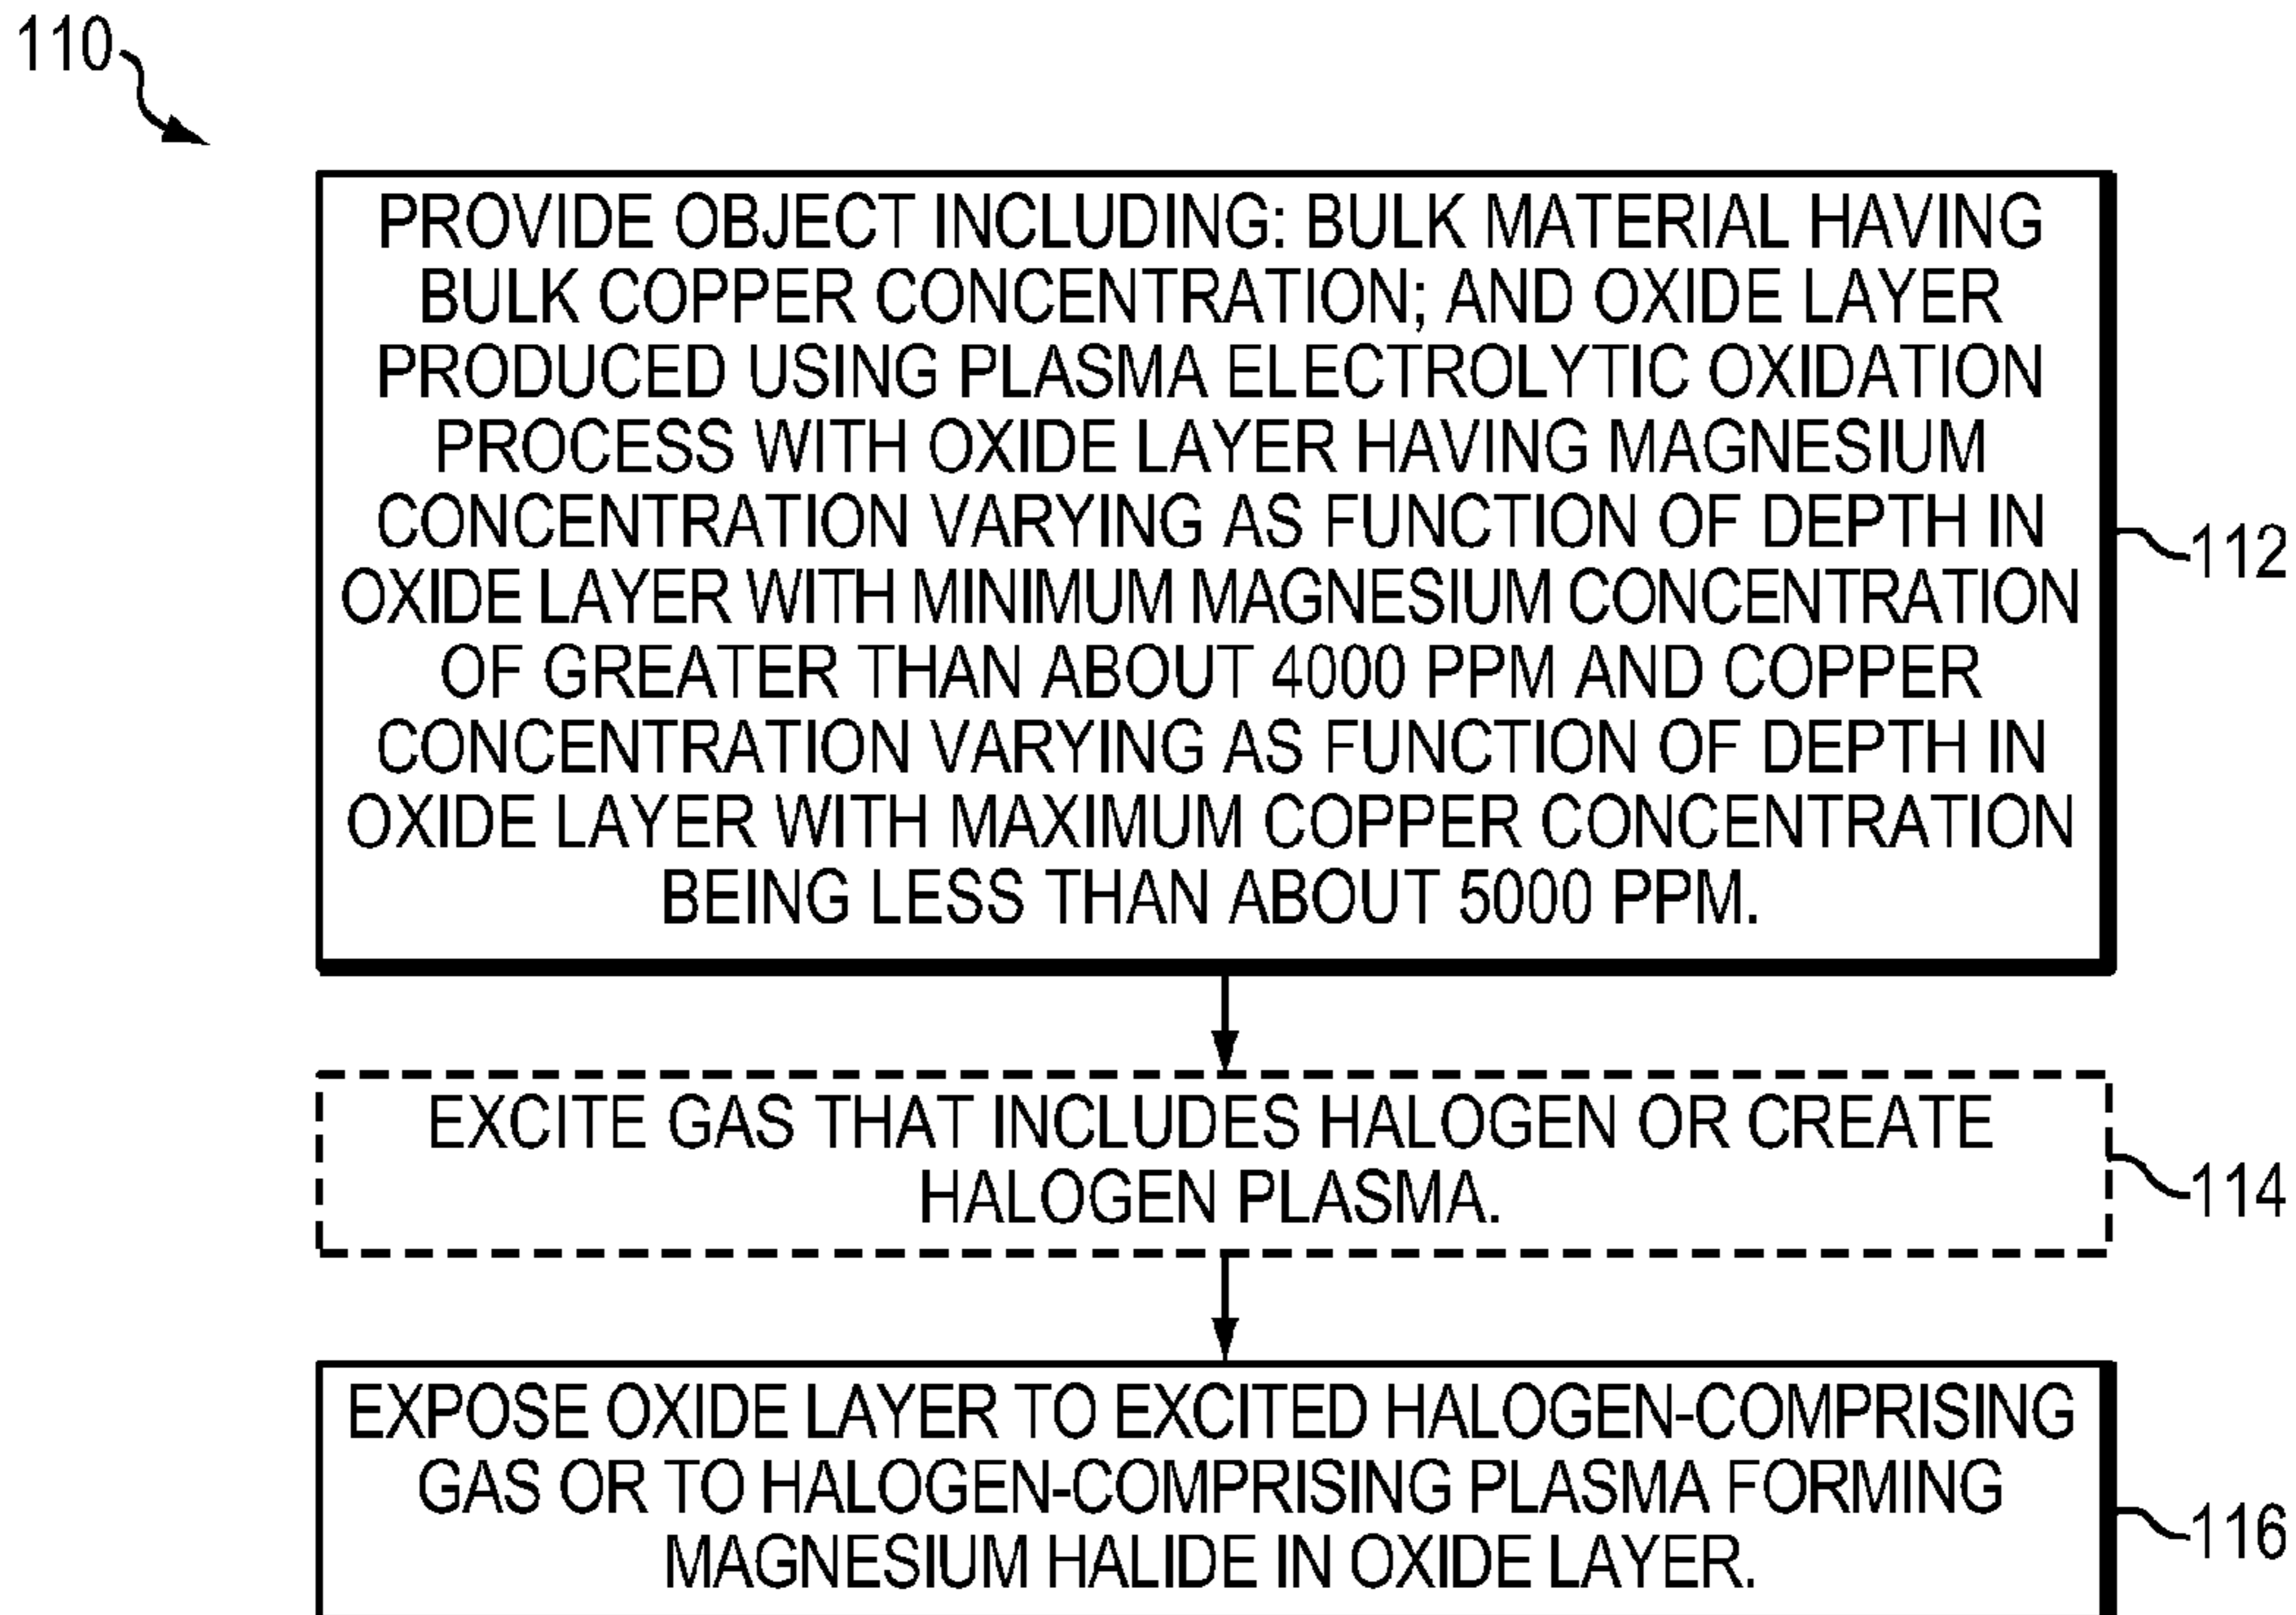 110
PROVIDE OBJECT INCLUDING: BULK MATERIAL HAVING
BULK COPPER CONCENTRATION; AND OXIDE LAYER
PRODUCED USING PLASMA ELECTROLYTIC OXIDATION
PROCESS WITH OXIDE LAYER HAVING MAGNESIUM
CONCENTRATION VARYING AS FUNCTION OF DEPTH IN
OXIDE LAYER WITH MINIMUM MAGNESIUM CONCENTRATION
OF GREATER THAN ABOUT 4000 PPM AND COPPER
CONCENTRATION VARYING AS FUNCTION OF DEPTH IN
OXIDE LAYER WITH MAXIMUM COPPER CONCENTRATION
BEING LESS THAN ABOUT 5000 PPM.
112
EXCITE GAS THAT INCLUDES HALOGEN OR CREATE
HALOGEN PLASMA.
114
EXPOSE OXIDE LAYER TO EXCITED HALOGEN-COMPRISING
GAS OR TO HALOGEN-COMPRISING PLASMA FORMING
MAGNESIUM HALIDE IN OXIDE LAYER.
116